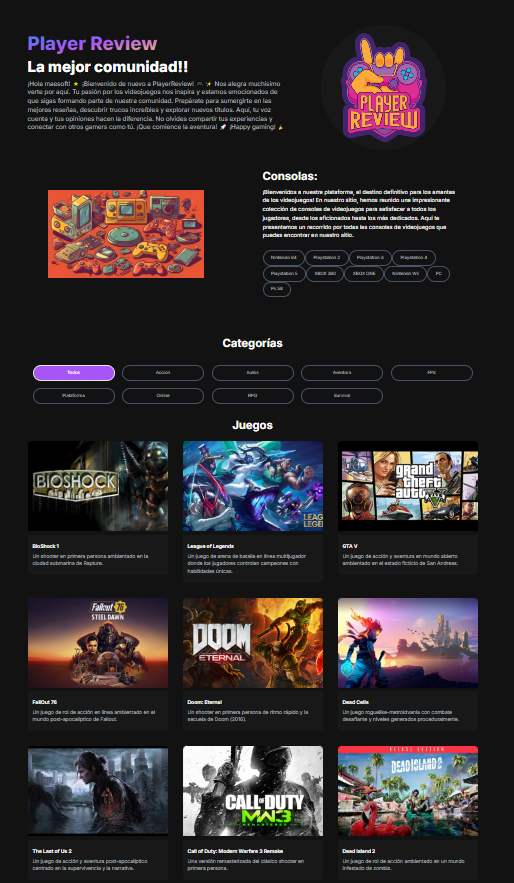 Player Review
La mejor comunidad!!
¡Hola maesoft! ⭐ ¡Bienvenido de nuevo a PlayerReview! 🎮 ✨ Nos alegra muchísimo
verte por aquí. Tu pasión por los videojuegos nos inspira y estamos emocionados de
que sigas formando parte de nuestra comunidad. Prepárate para sumergirte en las
mejores reseñas, descubrir trucos increíbles y explorar nuevos títulos. Aquí, tu voz
cuenta y tus opiniones hacen la diferencia. No olvides compartir tus experiencias y
conectar con otros gamers como tú. ¡Que comience la aventura! 🚀 ¡Happy gaming! 🎉
PLAYER
REVIEW
Consolas:
¡Bienvenidos a nuestra plataforma, el destino definitivo para los amantes
de los videojuegos! En nuestro sitio, hemos reunido una impresionante
colección de consolas de videojuegos para satisfacer a todos los
jugadores, desde los aficionados hasta los más dedicados. Aquí te
presentamos un recorrido por todas las consolas de videojuegos que
puedes encontrar en nuestro sitio.
Nintendo 64 Playstation 2 Playstation 3 Playstation 4
Playstation 5 XBOX 360 XBOX ONE Nintendo Wii PC
Categorías
Todos Acción Autos Aventura FPS
Plataforma Online RPG Survival
Juegos
BIOSHOCK
LEAGUE
LEGEN
grand
theft
auto
V
BioShock 1
Un shooter en primera persona ambientado en la
ciudad submarina de Rapture.
League of Legends
Un juego de arena de batalla en línea multijugador
donde los jugadores controlan campeones con
habilidades únicas.
GTA V
Un juego de acción y aventura en mundo abierto
ambientado en el estado ficticio de San Andreas.
Fallout 76
STEEL DAWN
DOOM
ETERNAL
FallOut 76
Un juego de rol de acción en línea ambientado en el
mundo post-apocalíptico de Fallout.
Doom: Eternal
Un shooter en primera persona de ritmo rápido y la
secuela de Doom (2016).
Dead Cells
Un juego roguelike-metroidvania con combate
desafiante y niveles generados proceduralmente.
CALL OF DUTY
MW3
REMASTERED
DELUXE EDITION
DEAD ISLAND 2
The Last of Us 2
Un juego de acción y aventura post-apocalíptico
centrado en la supervivencia y la narrativa.
Call of Duty: Modern Warfare 3 Remake
Una versión remasterizada del clásico shooter en
primera persona.
Dead Island 2
Un juego de rol de acción ambientado en un mundo
infestado de zombis.